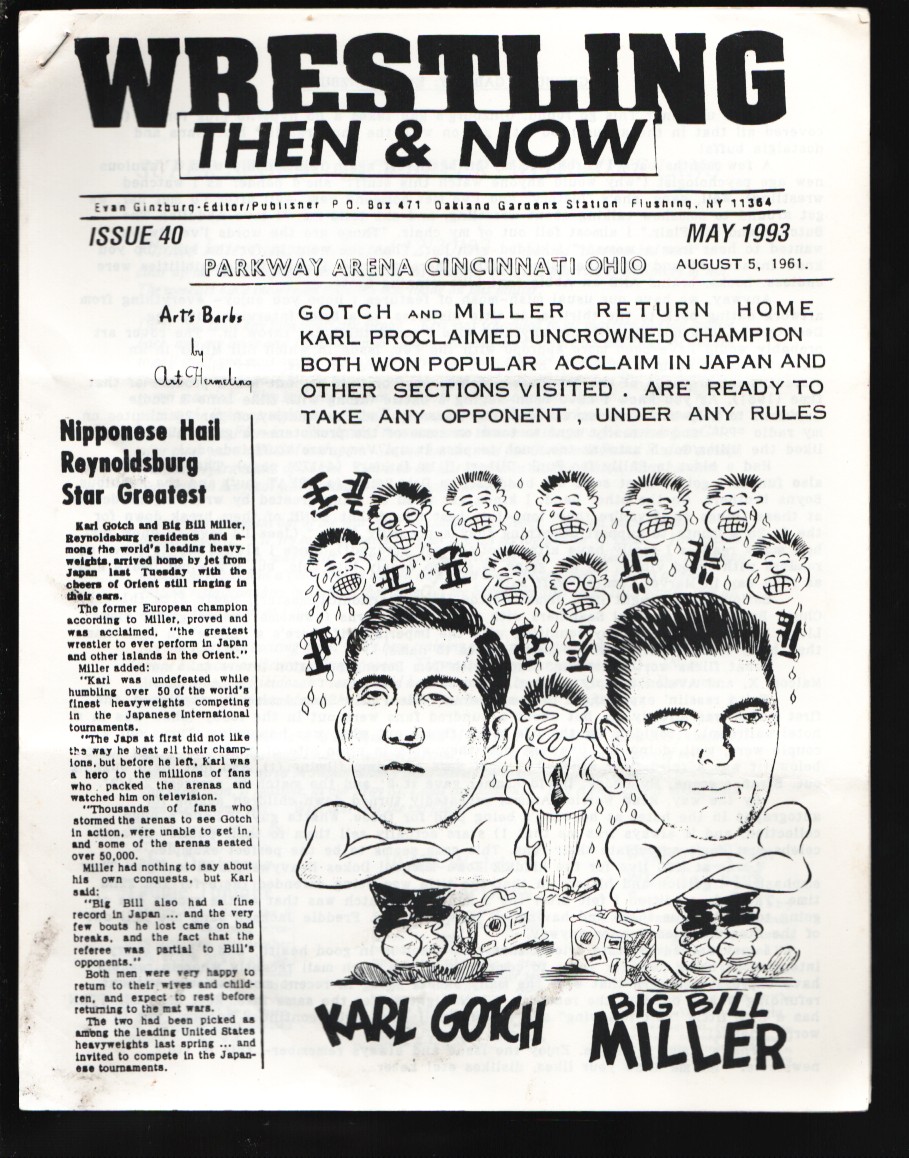 WRESTLING
THEN & NOW
Evan Ginzburg-Editor/Publisher P O. Box 471 Oakland Gardens Station Flushing, NY 11364
ISSUE 40
MAY 1993
PARKWAY ARENA CINCINNATI OHIO AUGUST 5, 1961.
Art's Barbs
by
Art Hermeling
GOTCH AND MILLER RETURN HOME
KARL PROCLAIMED UNCROWNED CHAMPION
BOTH WON POPULAR ACCLAIM IN JAPAN AND
OTHER SECTIONS VISITED . ARE READY TO
TAKE ANY OPPONENT , UNDER ANY RULES
Nipponese Hail
Reynoldsburg
Star Greatest
Karl Gotch and Big Bill Miller,
Reynoldsburg residents and a-
mong the world's leading heavy-
weights, arrived home by jet from
Japan last Tuesday with the
cheers of Orient still ringing in
their ears.
The former European champion
according to Miller, proved and
was acclaimed, "the greatest
wrestler to ever perform in Japan
and other islands in the Orient."
Miller added:
"Karl was undefeated while
humbling over 50 of the world's
finest heavyweights competing
in the Japanese International
tournaments.
"The Japs at first did not like
the way he beat all their champ-
ions, but before he left, Karl was
a hero to the millions of fans
who packed the arenas and
watched him on television.
"Thousands of fans who
stormed the arenas to see Gotch
in action, were unable to get in,
and some of the arenas seated
over 50,000.
Miller had nothing to say about
his own conquests, but Karl
said:
"Big Bill also had a fine
record in Japan ... and the very
few bouts he lost came on bad
breaks, and the fact that the
referee was partial to Bill's
opponents."
Both men were very happy to
return to their wives and child-
ren, and expect to rest before
returning to the mat wars.
The two had been picked as
among the leading United States
heavyweights last spring ... and
invited to compete in the Japan-
ese tournaments.
KARL GOTCH
BIG BILL
MILLER